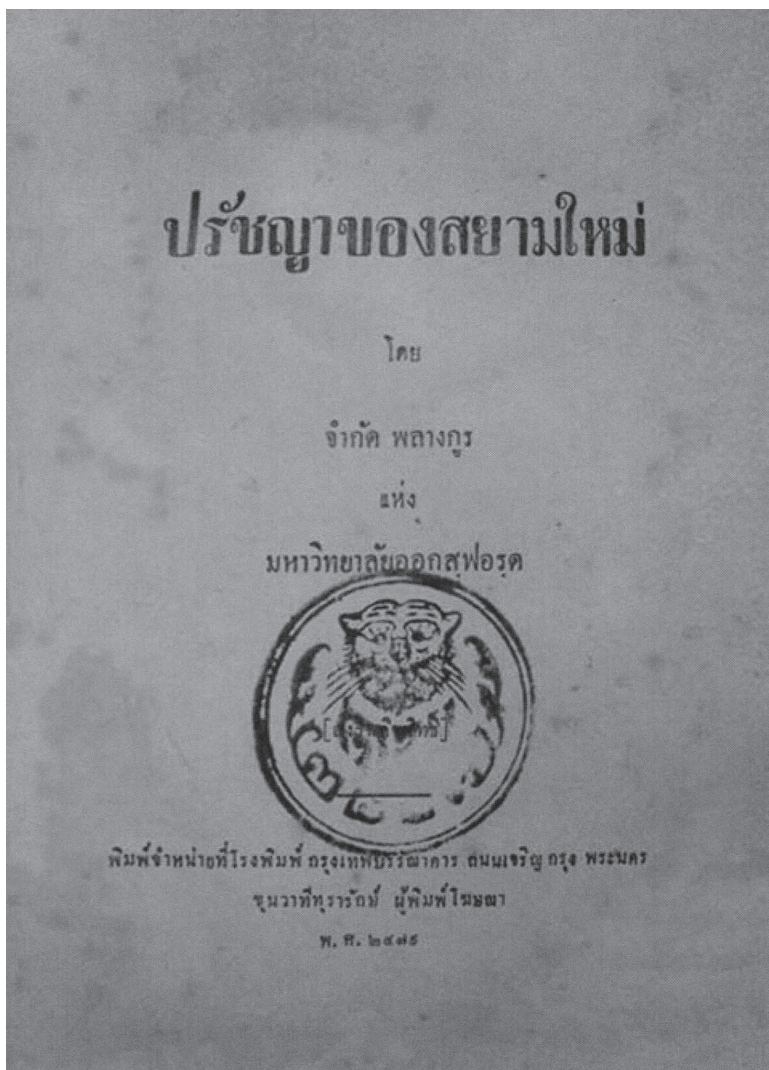 ปรัชญาของสยามใหม่
โดย
จำกัด พลางกูร
แห่ง
มหาวิทยาลัยออกสฺฟอรฺด
พิมพ์จำหน่ายที่โรงพิมพ์ กรุงเทพบรรณาคาร ถนนเจริญ กรุง พระนคร
ขุนวาทีทุรารักษ์ ผู้พิมพ์โฆษณา
พ. ศ. ๒๔๗๙